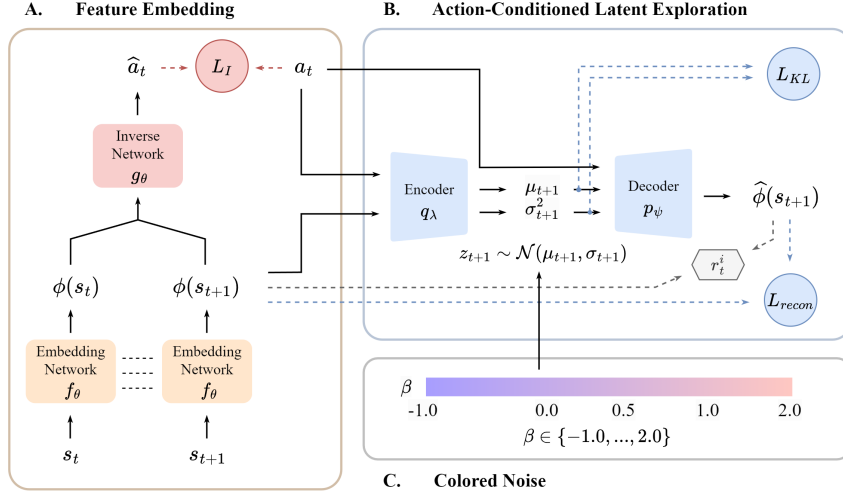 A. Feature Embedding
B. Action-Conditioned Latent Exploration
â_t
L_I
a_t
L_KL
Inverse
Network
g_θ
Encoder
q_λ
μ_{t+1}
σ²_{t+1}
Decoder
p_ψ
ϕ̂(s_{t+1})
z_{t+1} ∼ 𝒩(μ_{t+1}, σ_{t+1})
r_t^i
ϕ(s_t)
ϕ(s_{t+1})
L_recon
Embedding
Network
f_θ
Embedding
Network
f_θ
s_t
s_{t+1}
β
-1.0 0.0 0.5 1.0 2.0
β ∈ {−1.0, ..., 2.0}
C. Colored Noise